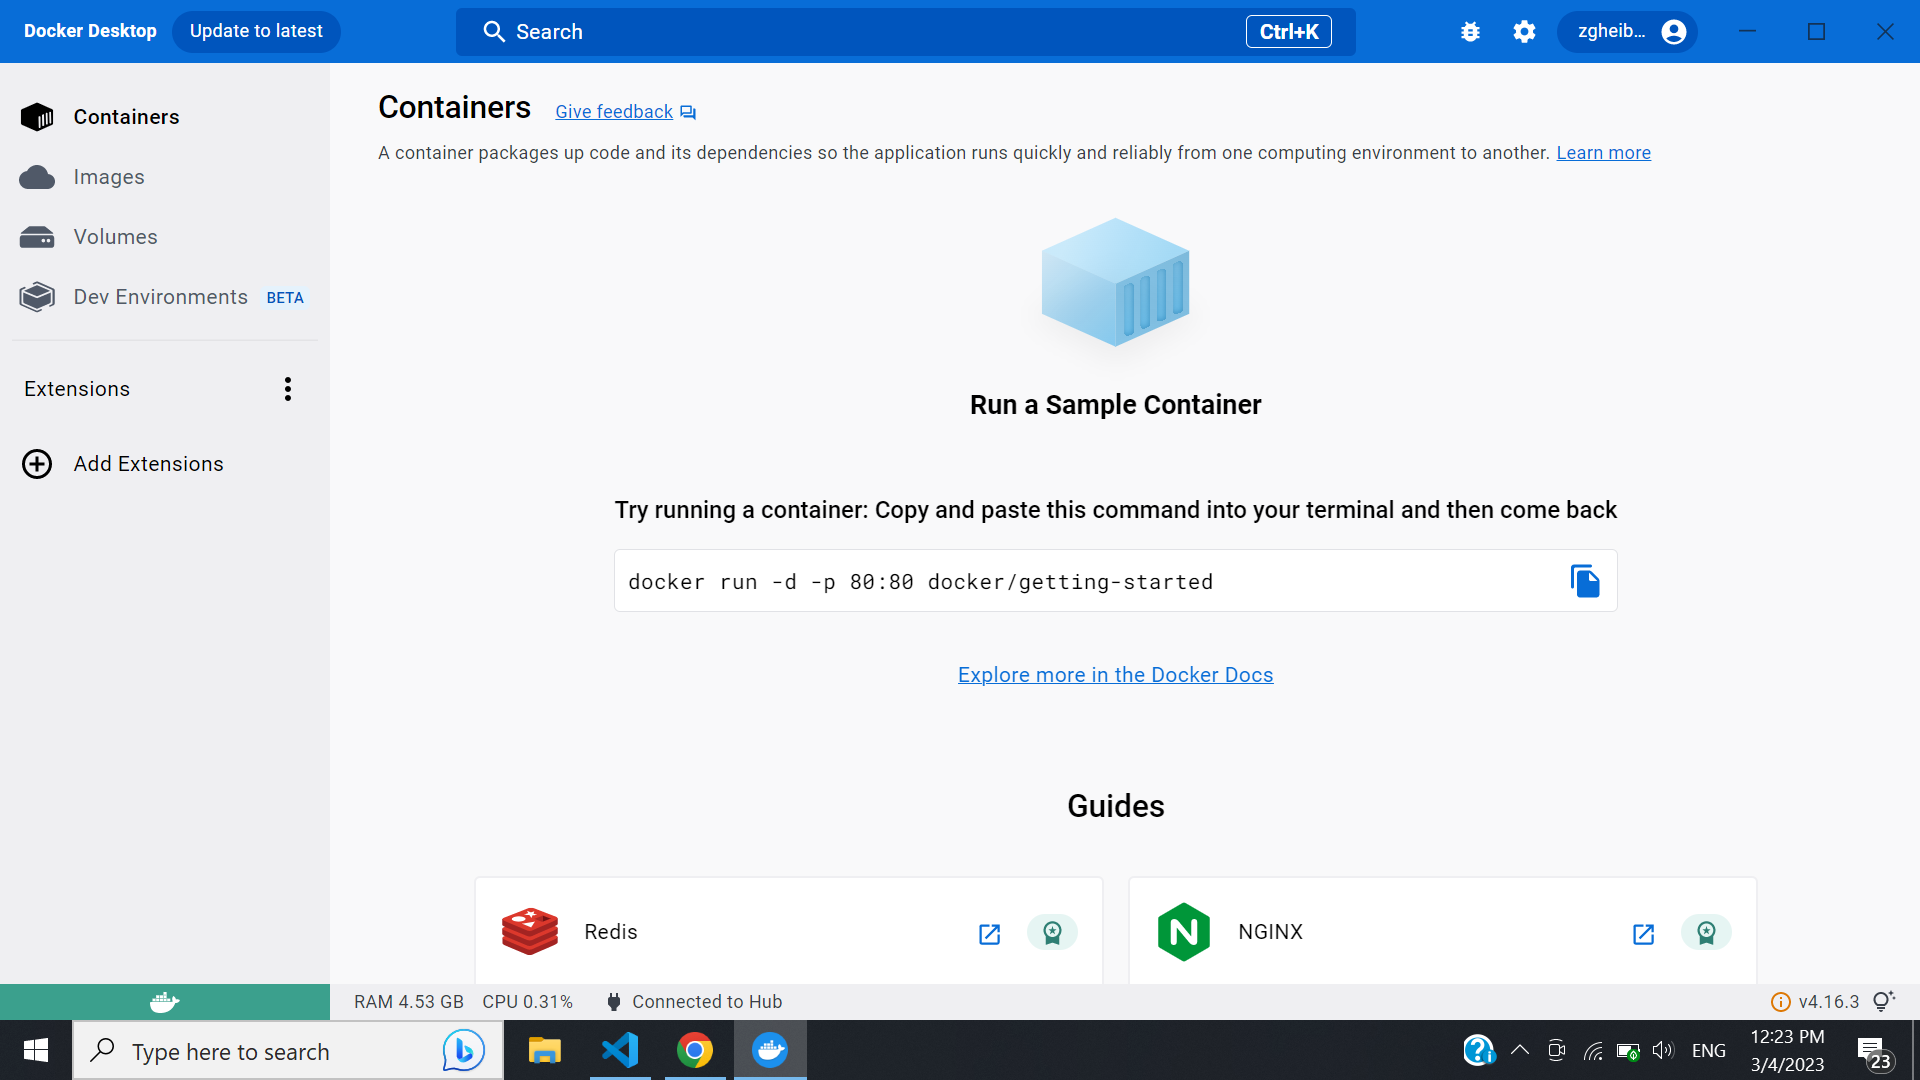 Docker Desktop
Update to latest
Search
Ctrl+K
zgheib...
Containers
Images
Volumes
Dev Environments BETA
Extensions
Add Extensions
Containers
Give feedback
A container packages up code and its dependencies so the application runs quickly and reliably from one computing environment to another. Learn more
Run a Sample Container
Try running a container: Copy and paste this command into your terminal and then come back
docker run -d -p 80:80 docker/getting-started
Explore more in the Docker Docs
Guides
Redis
NGINX
RAM 4.53 GB CPU 0.31% Connected to Hub
v4.16.3
Type here to search
ENG
12:23 PM
3/4/2023
23